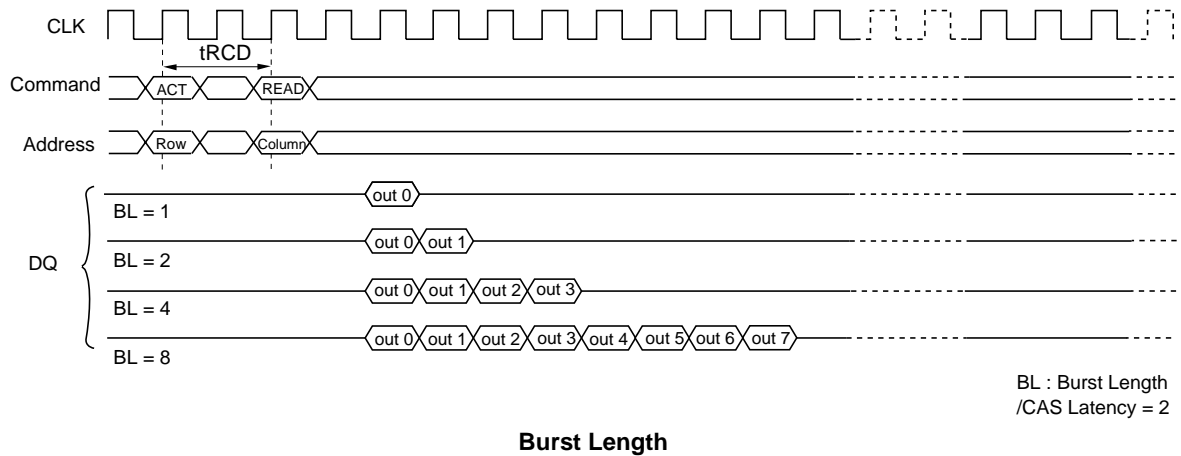 CLK
tRCD
Command ACT READ
Address Row Column
out 0
BL = 1
out 0 out 1
BL = 2
DQ
out 0 out 1 out 2 out 3
BL = 4
out 0 out 1 out 2 out 3 out 4 out 5 out 6 out 7
BL = 8
BL : Burst Length
/CAS Latency = 2
Burst Length